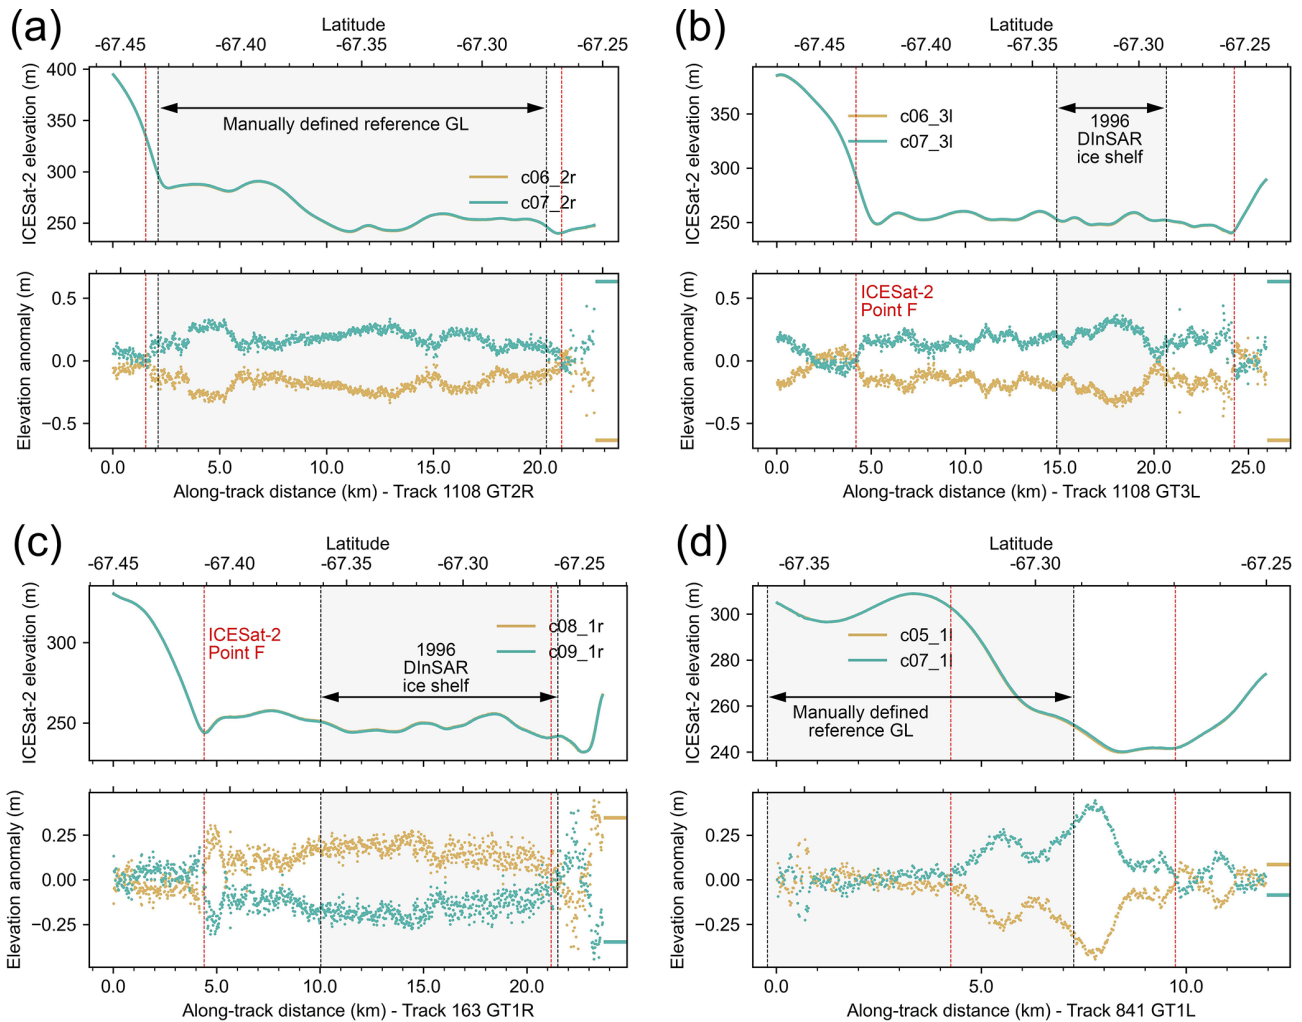 (a)
Latitude
-67.45 -67.40 -67.35 -67.30 -67.25
ICESat-2 elevation (m)
400
350
300
250
Manually defined reference GL
c06_2r
c07_2r
Elevation anomaly (m)
0.5
0.0
−0.5
0.0 5.0 10.0 15.0 20.0
Along-track distance (km) - Track 1108 GT2R
(b)
Latitude
-67.45 -67.40 -67.35 -67.30 -67.25
ICESat-2 elevation (m)
350
300
250
c06_3l
c07_3l
1996
DInSAR
ice shelf
Elevation anomaly (m)
0.5
0.0
−0.5
ICESat-2
Point F
0.0 5.0 10.0 15.0 20.0 25.0
Along-track distance (km) - Track 1108 GT3L
(c)
Latitude
-67.45 -67.40 -67.35 -67.30 -67.25
ICESat-2 elevation (m)
300
250
ICESat-2
Point F
1996
DInSAR
ice shelf
c08_1r
c09_1r
Elevation anomaly (m)
0.25
0.00
−0.25
0.0 5.0 10.0 15.0 20.0
Along-track distance (km) - Track 163 GT1R
(d)
Latitude
-67.35 -67.30 -67.25
ICESat-2 elevation (m)
300
280
260
240
c05_1l
c07_1l
Manually defined
reference GL
Elevation anomaly (m)
0.25
0.00
−0.25
0.0 5.0 10.0
Along-track distance (km) - Track 841 GT1L